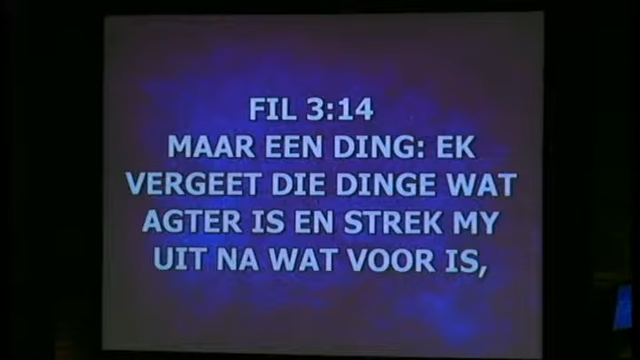 FIL 3:14
MAAR EEN DING: EK
VERGEET DIE DINGE WAT
AGTER IS EN STREK MY
UIT NA WAT VOOR IS,